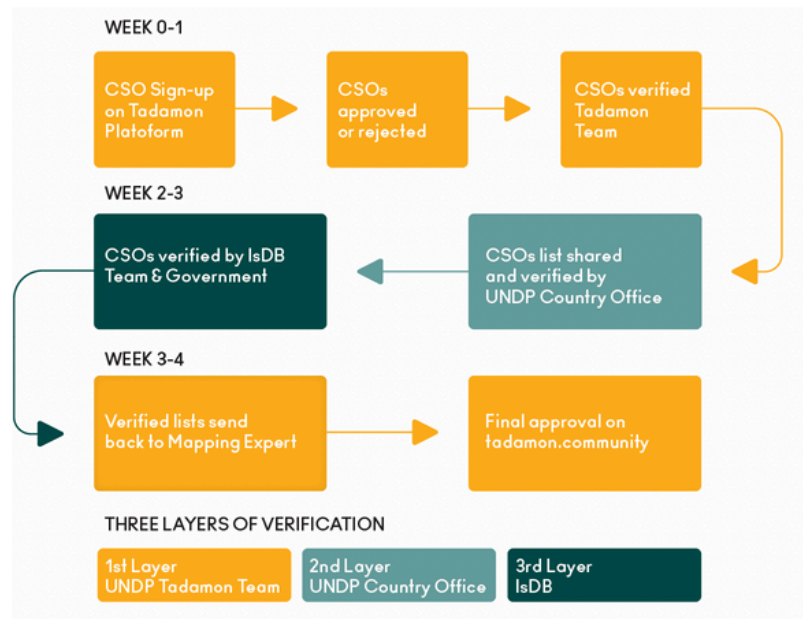 WEEK 0-1
CSO Sign-up
on Tadamon
Platoform
CSOs
approved
or rejected
CSOs verified
Tadamon
Team
WEEK 2-3
CSOs verified by IsDB
Team & Government
CSOs list shared
and verified by
UNDP Country Office
WEEK 3-4
Verified lists send
back to Mapping Expert
Final approval on
tadamon.community
THREE LAYERS OF VERIFICATION
1st Layer
UNDP Tadamon Team
2nd Layer
UNDP Country Office
3rd Layer
IsDB